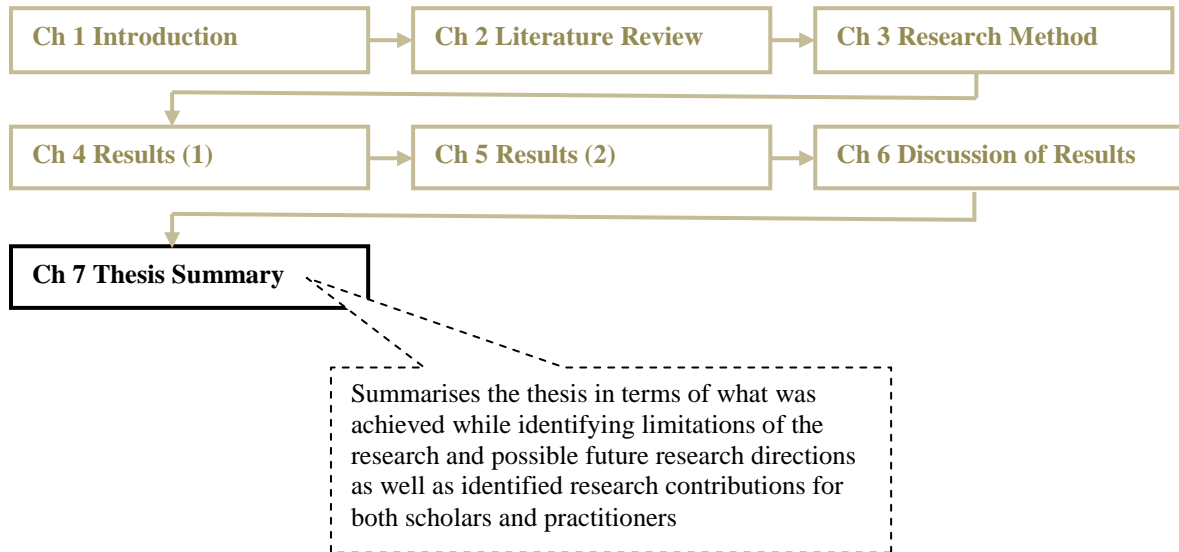 Ch 1 Introduction
Ch 2 Literature Review
Ch 3 Research Method
Ch 4 Results (1)
Ch 5 Results (2)
Ch 6 Discussion of Results
Ch 7 Thesis Summary
Summarises the thesis in terms of what was
achieved while identifying limitations of the
research and possible future research directions
as well as identified research contributions for
both scholars and practitioners